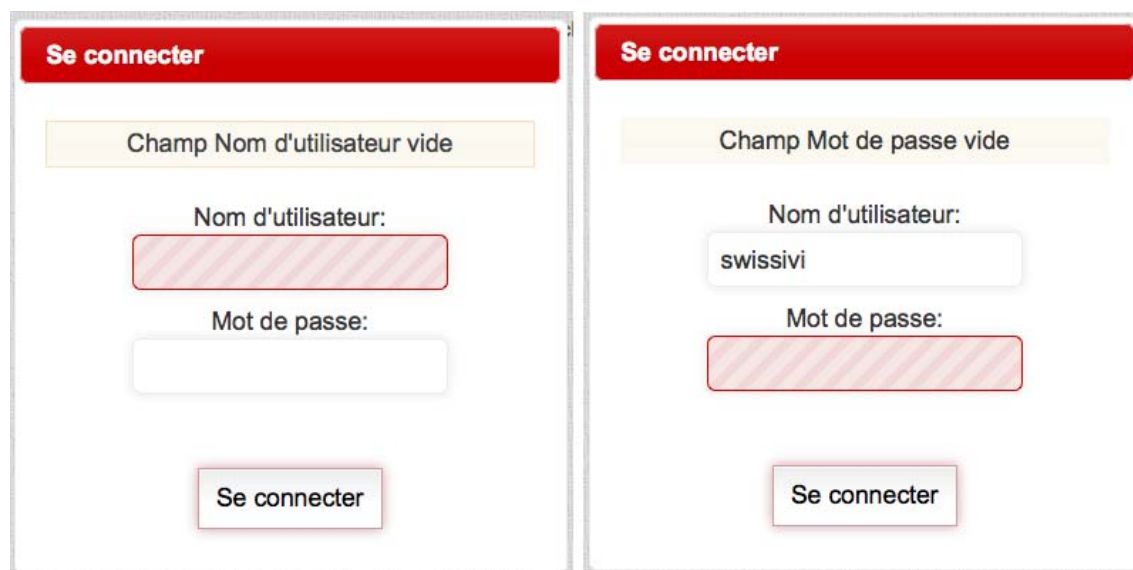 Se connecter
Champ Nom d'utilisateur vide
Nom d'utilisateur:
Mot de passe:
Se connecter
Se connecter
Champ Mot de passe vide
Nom d'utilisateur:
swissivi
Mot de passe:
Se connecter